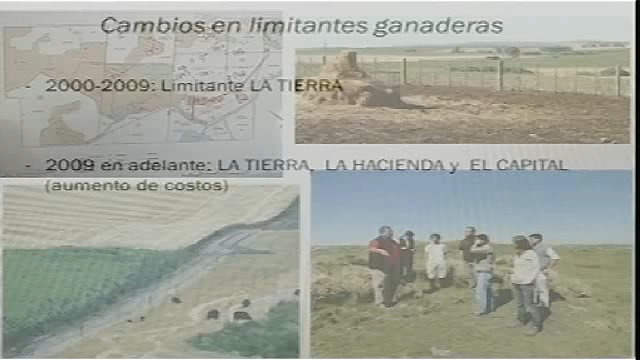 Cambios en limitantes ganaderas
- 2000-2009: Limitante LA TIERRA
- 2009 en adelante: LA TIERRA, LA HACIENDA y EL CAPITAL
(aumento de costos)